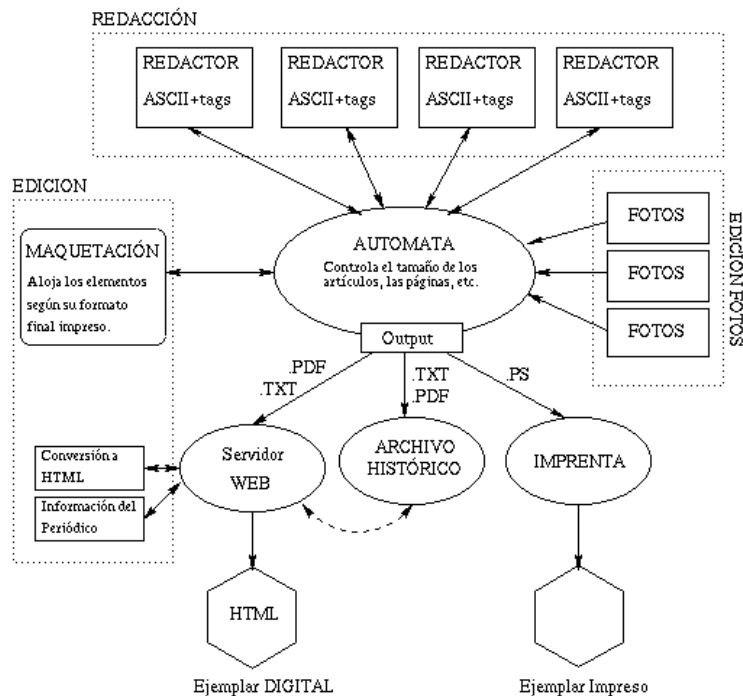 REDACCIÓN
REDACTOR
ASCII+tags
REDACTOR
ASCII+tags
REDACTOR
ASCII+tags
REDACTOR
ASCII+tags
EDICION
MAQUETACIÓN
Aloja los elementos
según su formato
final impreso.
AUTOMATA
Controla el tamaño de los
artículos, las páginas, etc.
Output
FOTOS
FOTOS
FOTOS
EDICION FOTOS
.PDF
.TXT
.TXT
.PDF
.PS
Conversión a
HTML
Información del
Periódico
Servidor
WEB
ARCHIVO
HISTÓRICO
IMPRENTA
HTML
Ejemplar DIGITAL
Ejemplar Impreso